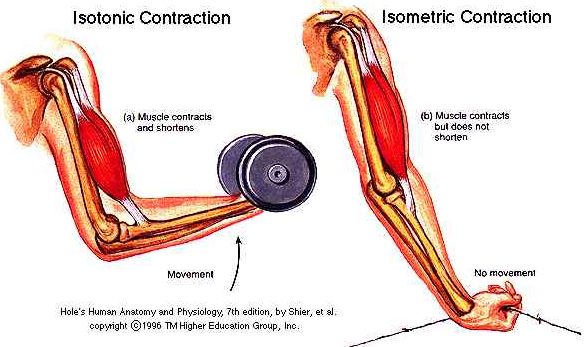 Isotonic Contraction
Isometric Contraction
(a) Muscle contracts
and shortens
(b) Muscle contracts
but does not
shorten
Movement
No movement
Hole's Human Anatomy and Physiology, 7th edition, by Shier, et al.
copyright ©1996 TM Higher Education Group, Inc.